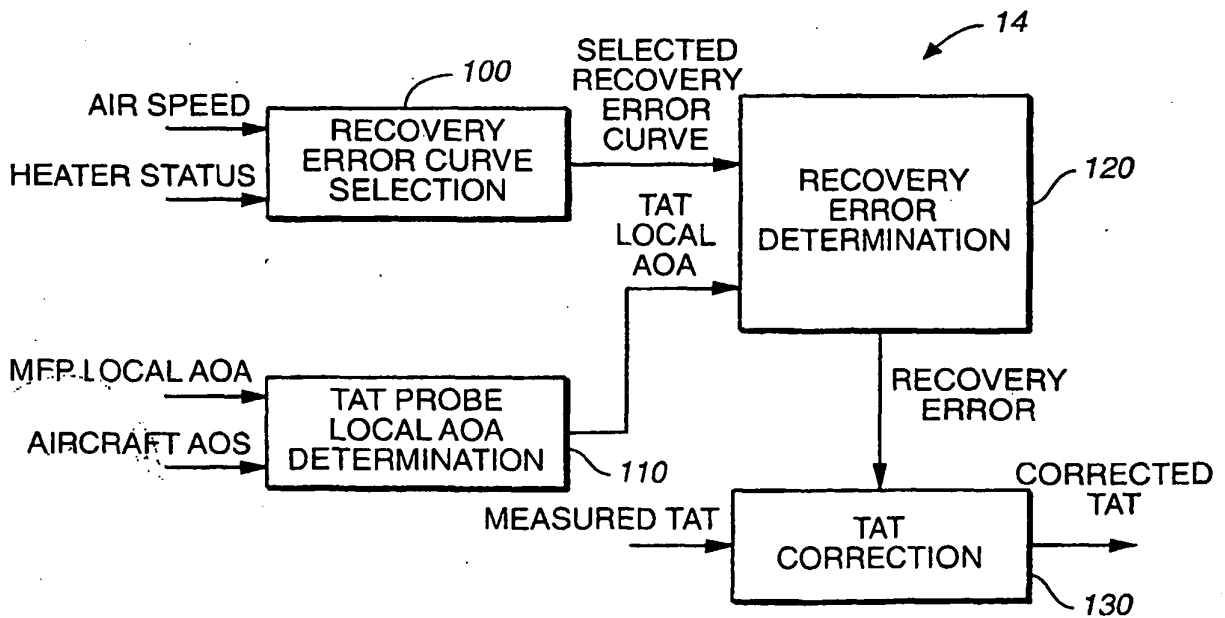 14
SELECTED
RECOVERY
ERROR
CURVE
100
AIR SPEED
HEATER STATUS
RECOVERY
ERROR CURVE
SELECTION
TAT
LOCAL
AOA
RECOVERY
ERROR
DETERMINATION
120
MFP LOCAL AOA
AIRCRAFT AOS
TAT PROBE
LOCAL AOA
DETERMINATION
110
RECOVERY
ERROR
MEASURED TAT
TAT
CORRECTION
CORRECTED
TAT
130